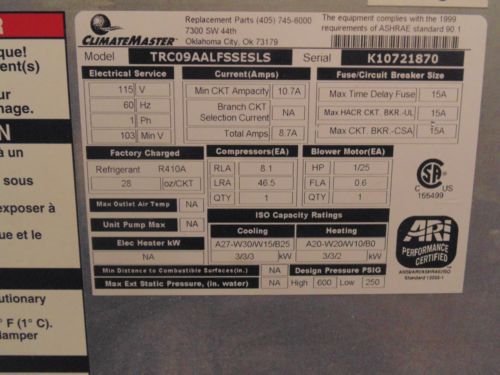 R
que!
ent(s)
r
nage.
N
à un
sous
exposer à
ue et le
utionary
° F (1° C).
damper
CLIMATEMASTER
Replacement Parts (405) 745-6000
7300 SW 44th
Oklahoma City, Ok 73179
The equipment complies with the 1999
requirements of ASHRAE standard 90.1
Model TRC09AALFSSESLS Serial K10721870
Electrical Service
115 V
60 Hz
1 Ph
103 Min V
Current(Amps)
Min CKT Ampacity 10.7A
Branch CKT
Selection Current NA
Total Amps 8.7A
Fuse/Circuit Breaker Size
Max Time Delay Fuse 15A
Max HACR CKT. BKR.-UL 15A
Max CKT. BKR.-CSA 15A
Factory Charged
Refrigerant R410A
28 oz/CKT
Compressors(EA)
RLA 8.1
LRA 46.5
QTY 1
Blower Motor(EA)
HP 1/25
FLA 0.6
QTY 1
C US
Max Outlet Air Temp NA
Unit Pump Max NA
Elec Heater kW
NA
ISO Capacity Ratings
Cooling Heating
A27-W30/W15/B25 A20-W20/W10/B0
3/3/3 kW 3/3/2 kW
ARI
PERFORMANCE
CERTIFIED
Min Distance to Combustible Surfaces(in.) NA
Max Ext Static Pressure, (in. water) NA
Design Pressure PSIG
High 600 Low 250